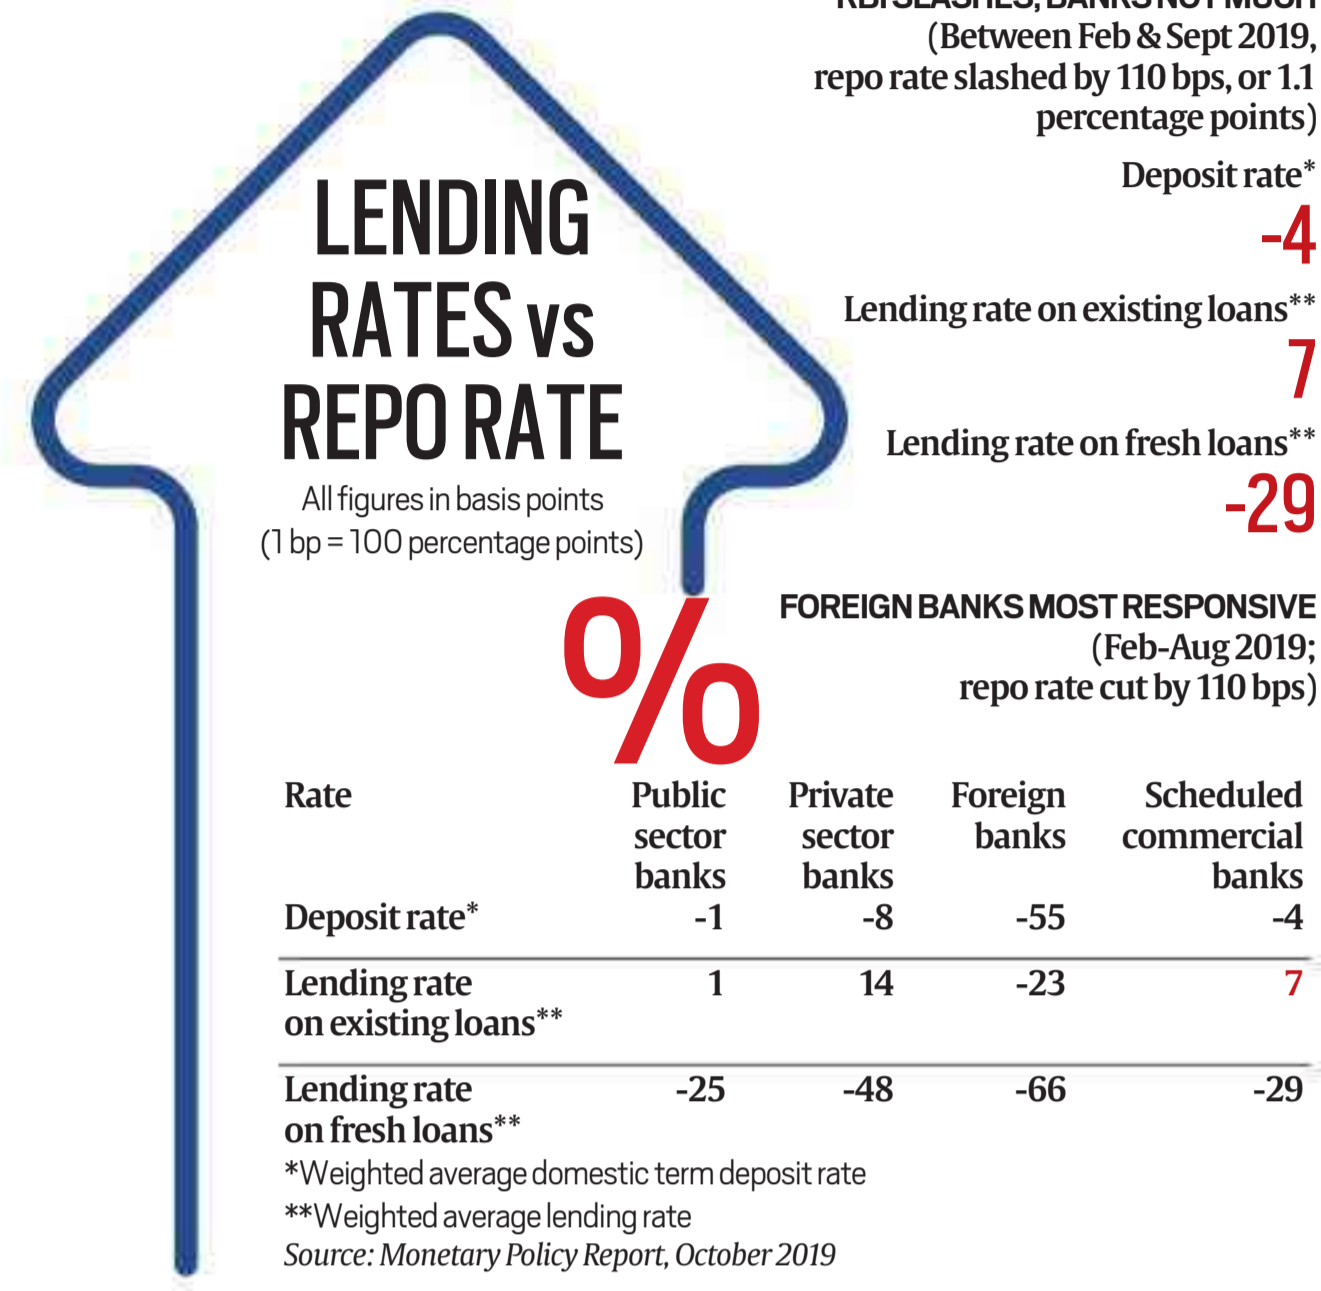 RBI SLASHES, BANKS NOT MUCH
(Between Feb & Sept 2019,
repo rate slashed by 110 bps, or 1.1
percentage points)
Deposit rate*
-4
Lending rate on existing loans**
7
Lending rate on fresh loans**
-29
LENDING
RATES vs
REPO RATE
All figures in basis points
(1 bp = 100 percentage points)
%
FOREIGN BANKS MOST RESPONSIVE
(Feb-Aug 2019;
repo rate cut by 110 bps)
Rate Public Private Foreign Scheduled
sector sector banks commercial
banks banks banks
Deposit rate* -1 -8 -55 -4
Lending rate 1 14 -23 7
on existing loans**
Lending rate -25 -48 -66 -29
on fresh loans**
*Weighted average domestic term deposit rate
**Weighted average lending rate
Source: Monetary Policy Report, October 2019